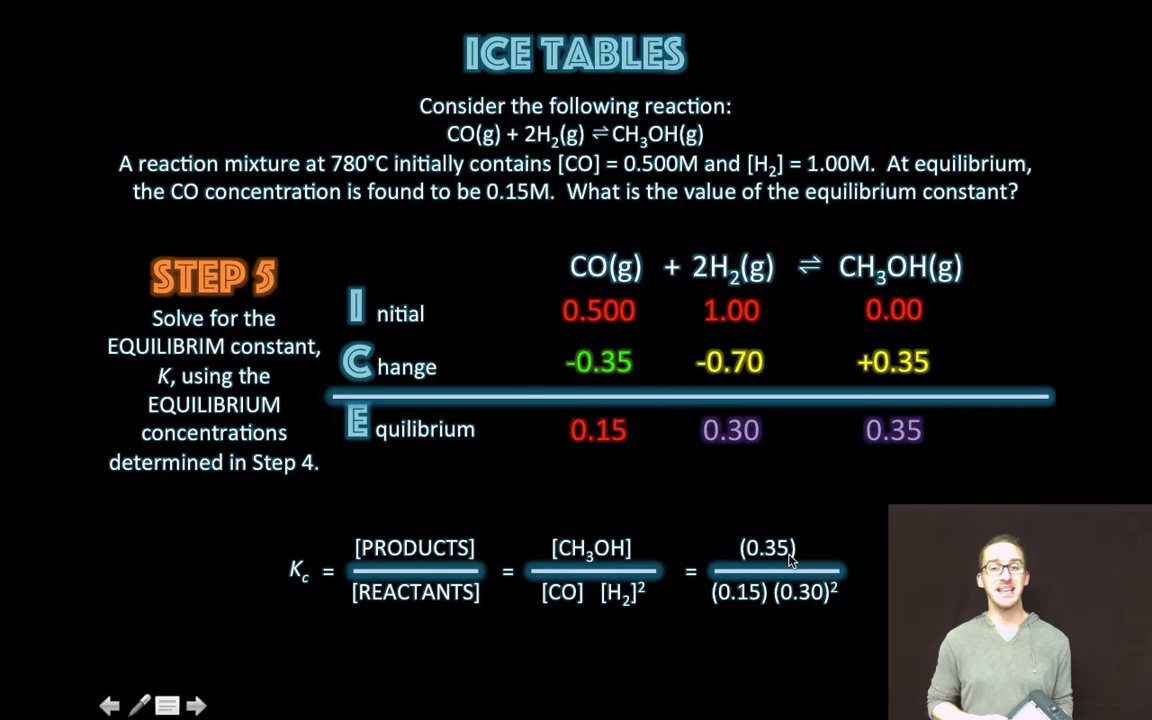 ICE TABLES
Consider the following reaction:
CO(g) + 2H₂(g) ⇌ CH₃OH(g)
A reaction mixture at 780°C initially contains [CO] = 0.500M and [H₂] = 1.00M. At equilibrium,
the CO concentration is found to be 0.15M. What is the value of the equilibrium constant?
STEP 5
Solve for the
EQUILIBRIM constant,
K, using the
EQUILIBRIUM
concentrations
determined in Step 4.
CO(g) + 2H₂(g) ⇌ CH₃OH(g)
Initial 0.500 1.00 0.00
Change -0.35 -0.70 +0.35
Equilibrium 0.15 0.30 0.35
[PRODUCTS] [CH₃OH] (0.35)
Kc = = =
[REACTANTS] [CO] [H₂]² (0.15) (0.30)²